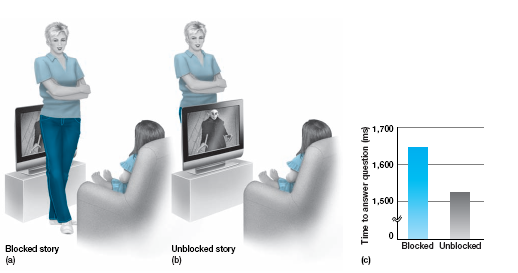 Blocked story
(a)
Unblocked story
(b)
Time to answer question (ms)
1,700
1,600
1,500
0
Blocked Unblocked
(c)